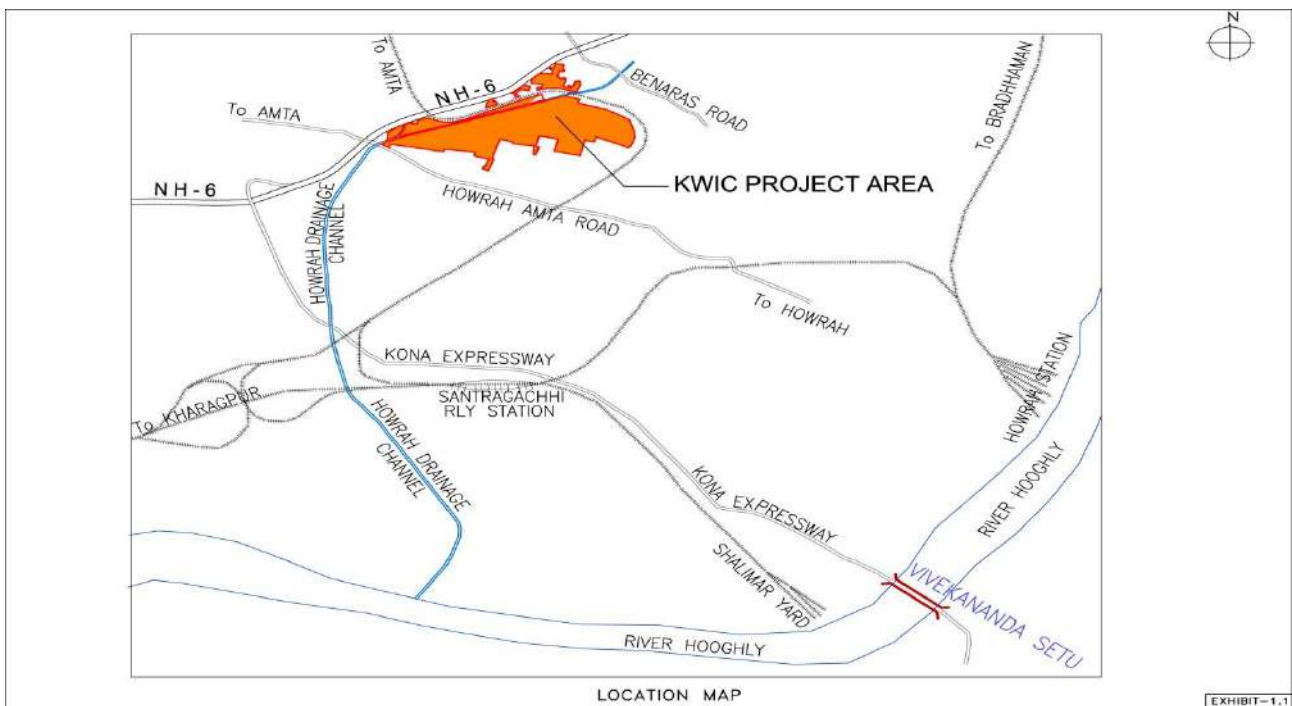 N
To AMTA
NH-6
BENARAS ROAD
To AMTA
To BRADHHAMAN
KWIC PROJECT AREA
NH-6
HOWRAH AMTA ROAD
HOWRAH DRAINAGE
CHANNEL
To HOWRAH
KONA EXPRESSWAY
SANTRAGACHHI
RLY STATION
To KHARAGPUR
HOWRAH STATION
HOWRAH DRAINAGE
CHANNEL
KONA EXPRESSWAY
RIVER HOOGHLY
SHALIMAR YARD
VIVEKANANDA SETU
RIVER HOOGHLY
LOCATION MAP
EXHIBIT-1.1